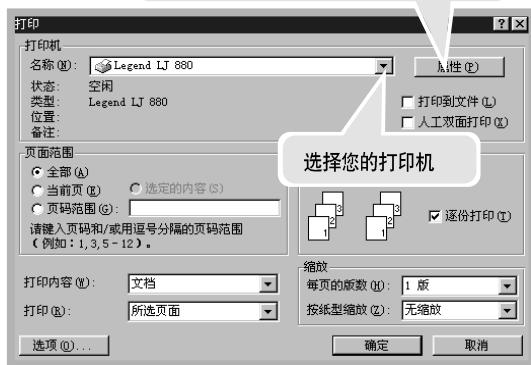 打印
打印机
名称(N): Legend LJ 880
属性(P)
状态: 空闲
类型: Legend LJ 880
位置:
备注:
打印到文件(L)
人工双面打印(X)
选择您的打印机
页面范围
全部(A)
当前页(E) 选定的内容(S)
页码范围(G):
请键入页码和/或用逗号分隔的页码范围
(例如:1,3,5-12)。
1 2 3 1 2 3
逐份打印(T)
打印内容(W): 文档
打印(R): 所选页面
缩放
每页的版数(H): 1 版
按纸型缩放(Z): 无缩放
选项(O)...
确定 取消